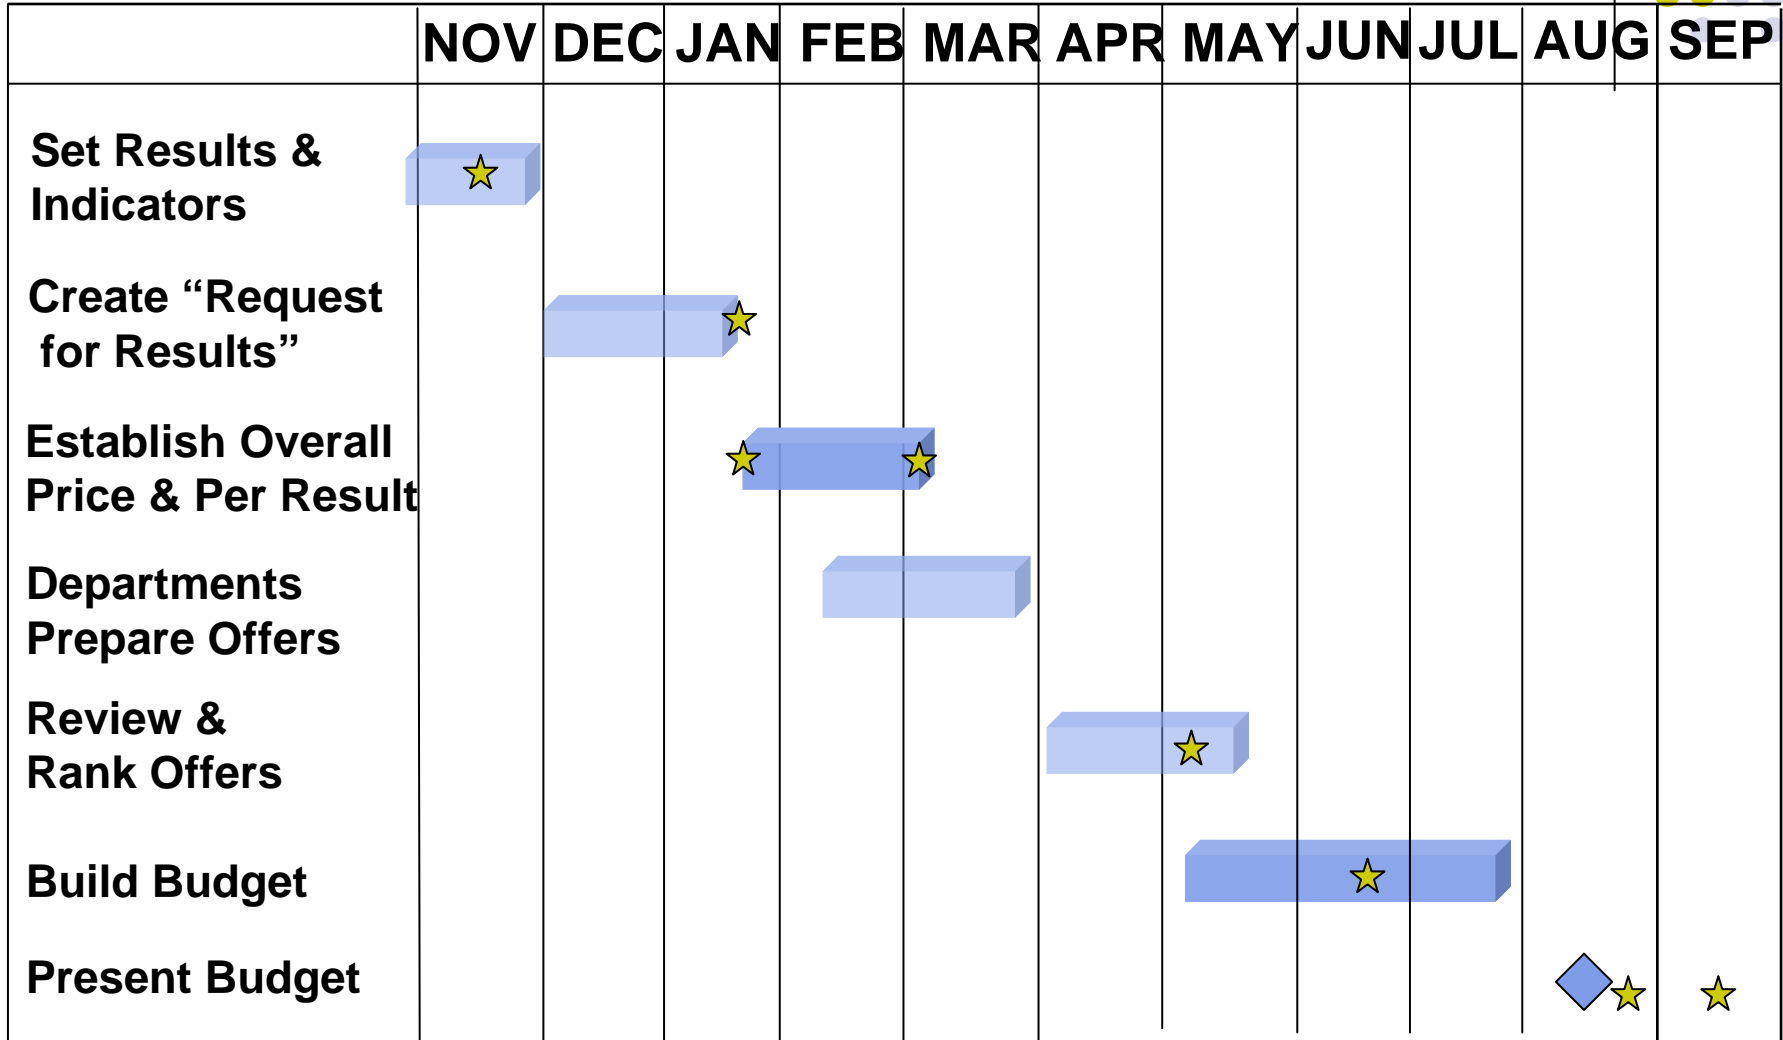 NOV DEC JAN FEB MAR APR MAY JUN JUL AUG SEP
Set Results &
Indicators
Create “Request
for Results”
Establish Overall
Price & Per Result
Departments
Prepare Offers
Review &
Rank Offers
Build Budget
Present Budget